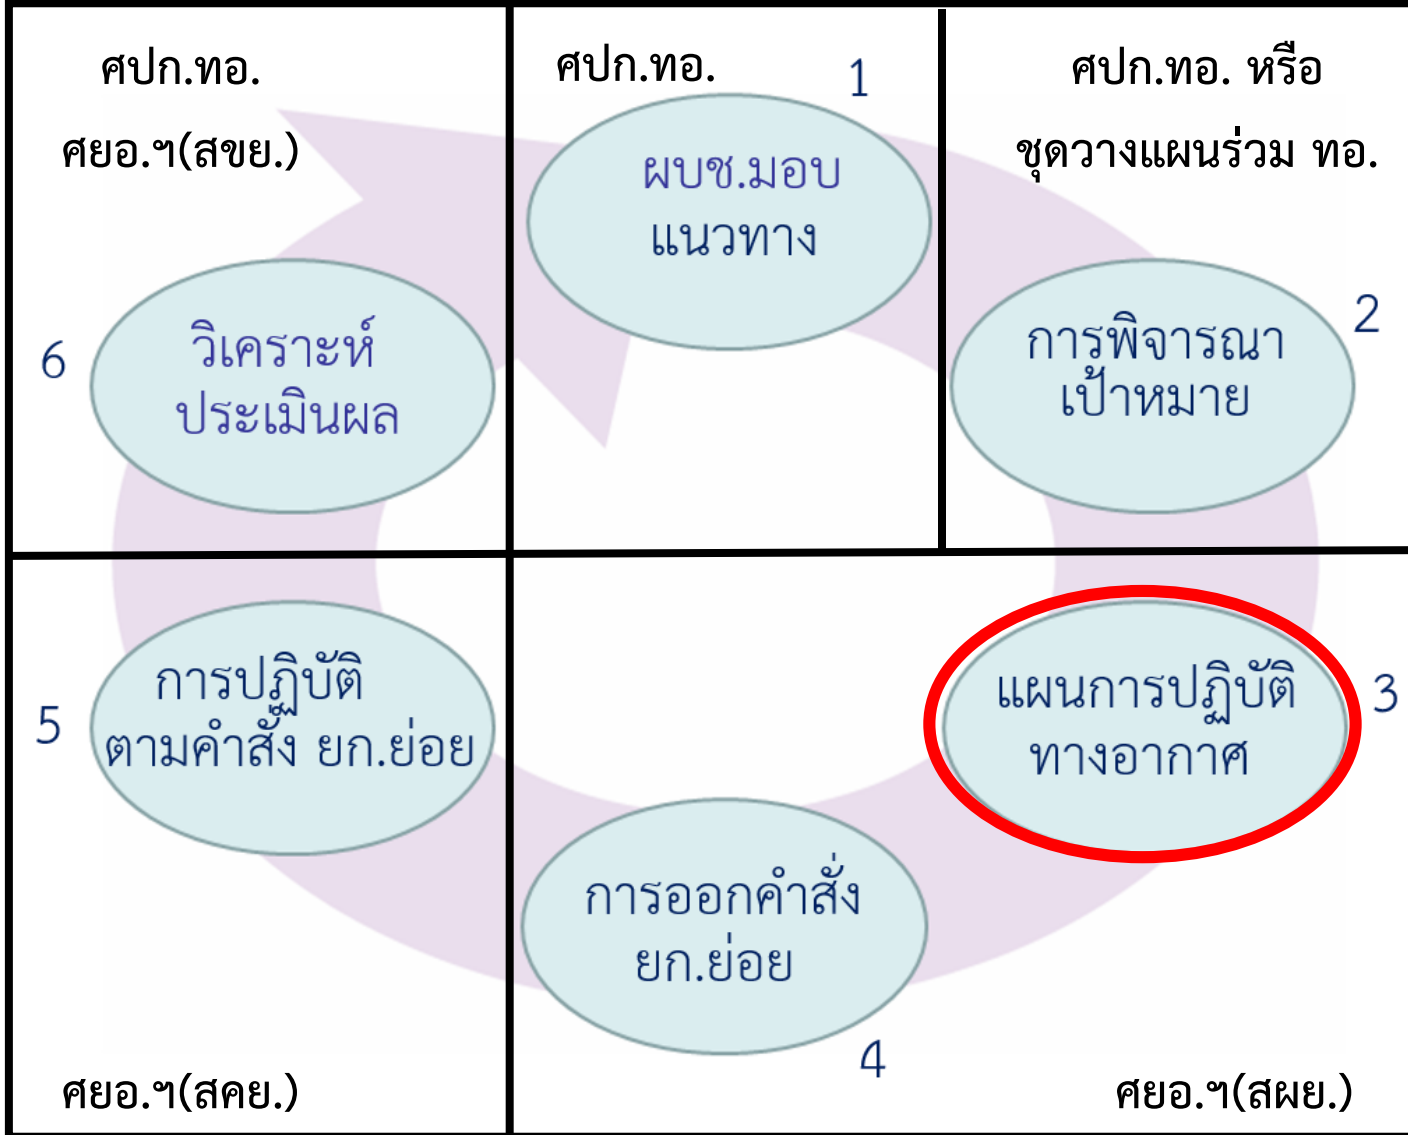 ศปก.ทอ.
ศยอ.ฯ(สขย.)
6
วิเคราะห์
ประเมินผล
ศปก.ทอ.
1
ผบช.มอบ
แนวทาง
ศปก.ทอ. หรือ
ชุดวางแผนร่วม ทอ.
2
การพิจารณา
เป้าหมาย
5
การปฏิบัติ
ตามคำสั่ง ยก.ย่อย
ศยอ.ฯ(สคย.)
แผนการปฏิบัติ
ทางอากาศ
3
การออกคำสั่ง
ยก.ย่อย
4
ศยอ.ฯ(สผย.)